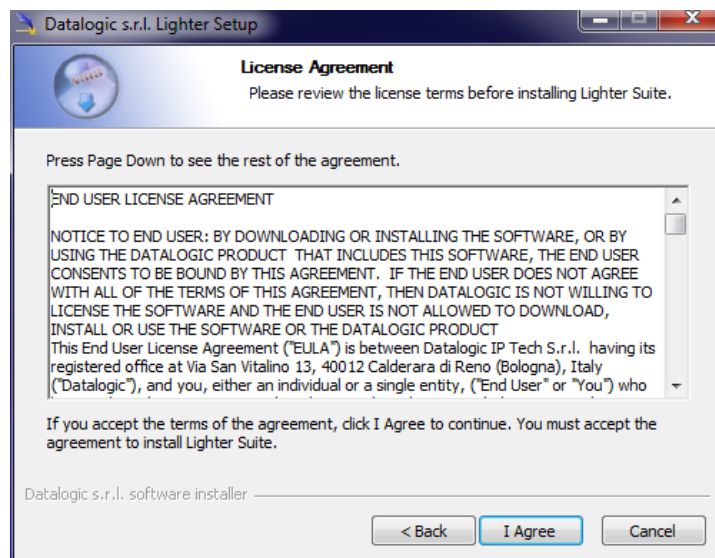 Datalogic s.r.l. Lighter Setup
License Agreement
Please review the license terms before installing Lighter Suite.
Press Page Down to see the rest of the agreement.
END USER LICENSE AGREEMENT
NOTICE TO END USER: BY DOWNLOADING OR INSTALLING THE SOFTWARE, OR BY
USING THE DATALOGIC PRODUCT THAT INCLUDES THIS SOFTWARE, THE END USER
CONSENTS TO BE BOUND BY THIS AGREEMENT. IF THE END USER DOES NOT AGREE
WITH ALL OF THE TERMS OF THIS AGREEMENT, THEN DATALOGIC IS NOT WILLING TO
LICENSE THE SOFTWARE AND THE END USER IS NOT ALLOWED TO DOWNLOAD,
INSTALL OR USE THE SOFTWARE OR THE DATALOGIC PRODUCT
This End User License Agreement ("EULA") is between Datalogic IP Tech S.r.l. having its
registered office at Via San Vitalino 13, 40012 Calderara di Reno (Bologna), Italy
("Datalogic"), and you, either an individual or a single entity, ("End User" or "You") who
If you accept the terms of the agreement, click I Agree to continue. You must accept the
agreement to install Lighter Suite.
Datalogic s.r.l. software installer
< Back I Agree Cancel